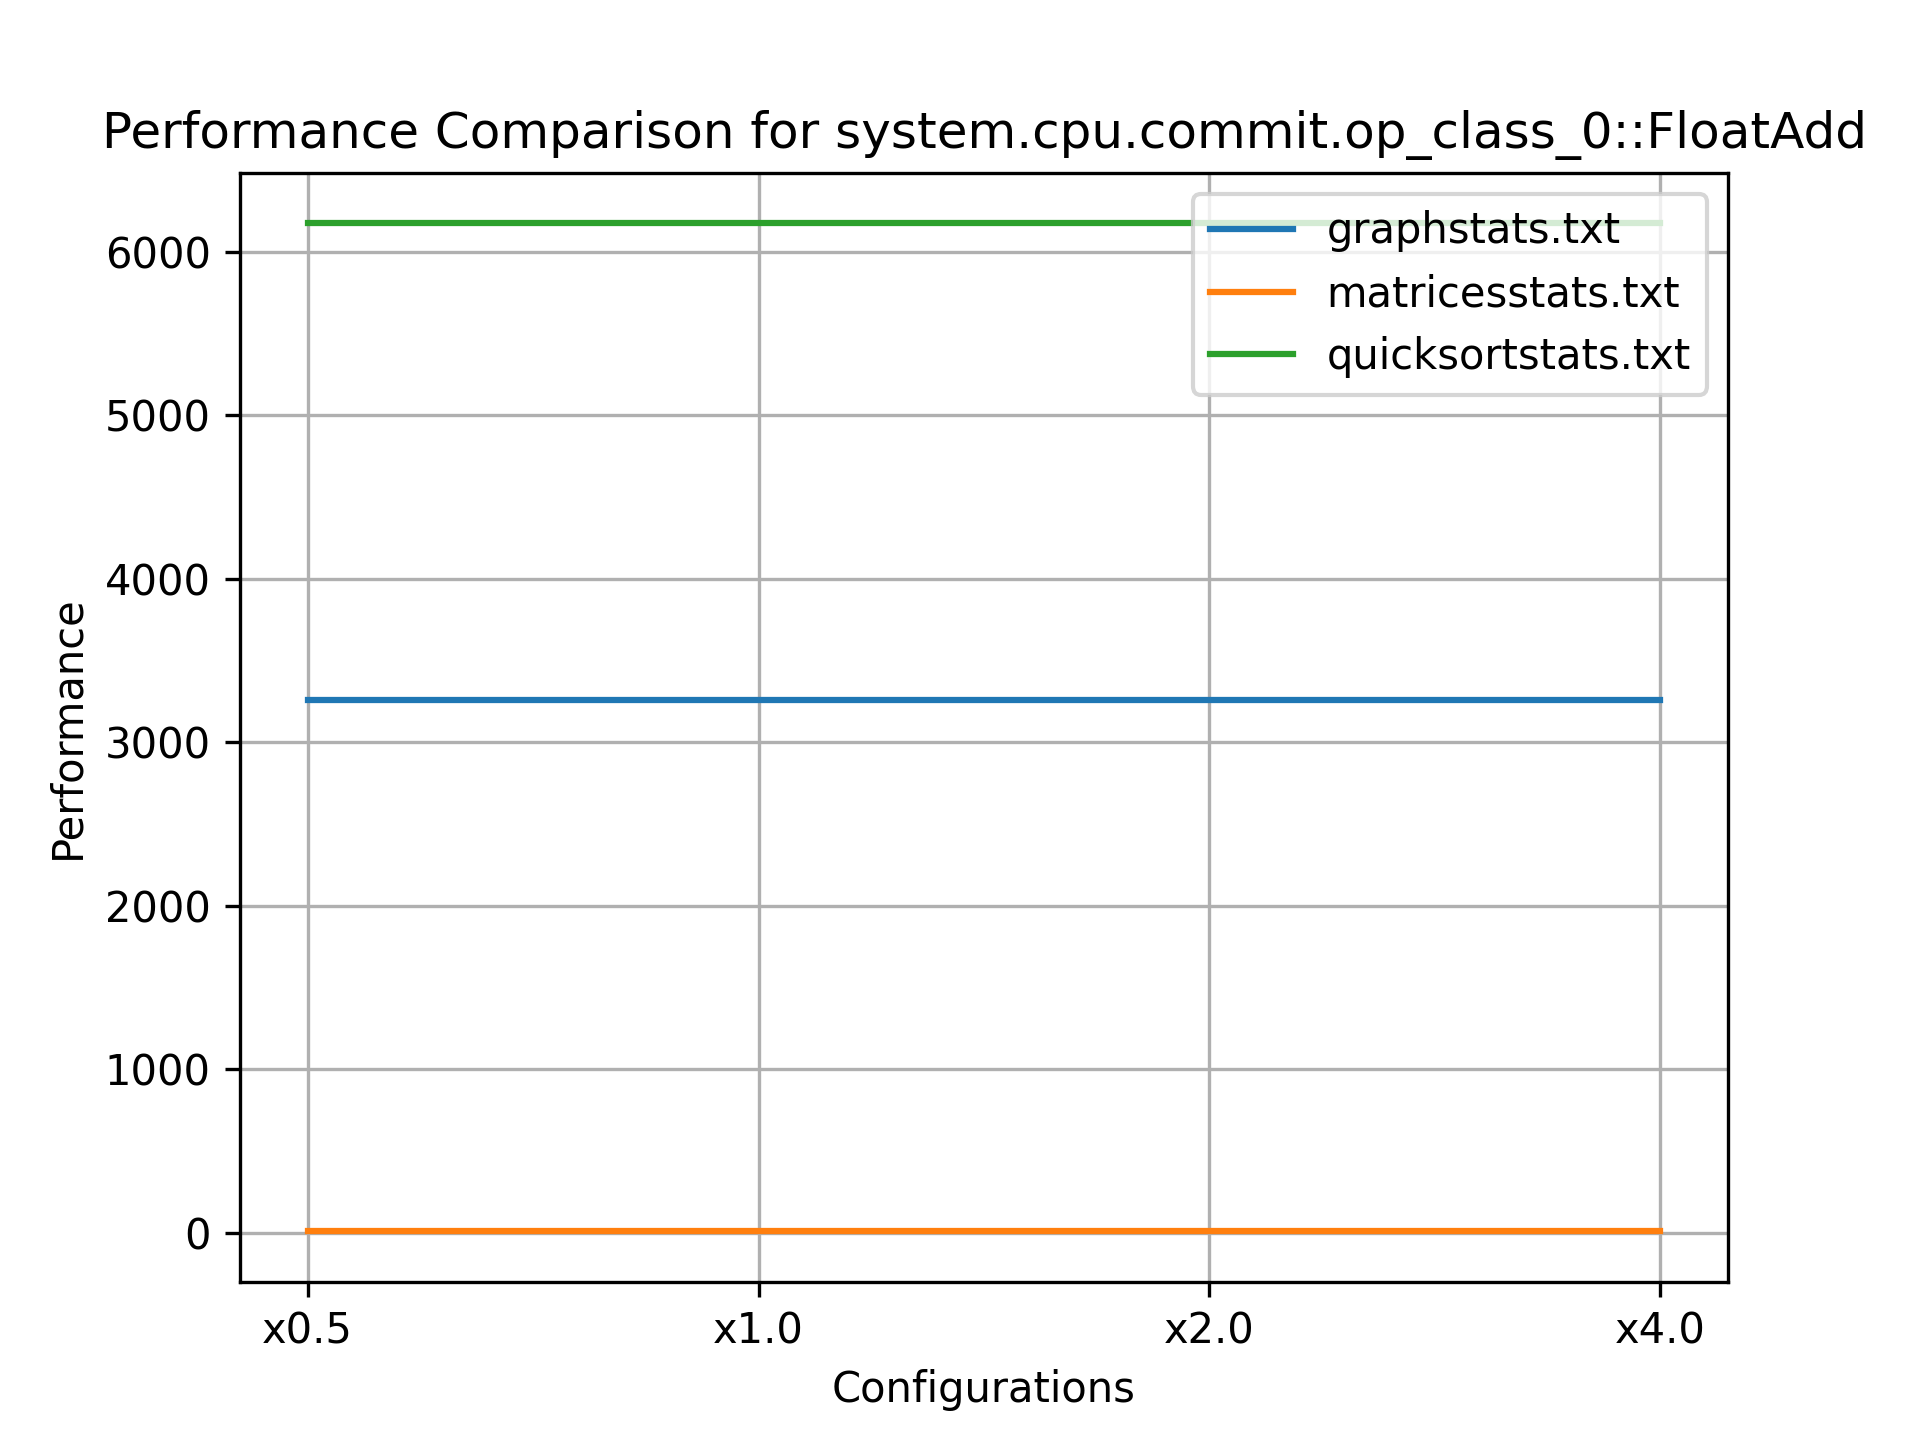 Performance Comparison for system.cpu.commit.op_class_0::FloatAdd
graphstats.txt
matricesstats.txt
quicksortstats.txt
Performance
6000
5000
4000
3000
2000
1000
0
x0.5 x1.0 x2.0 x4.0
Configurations